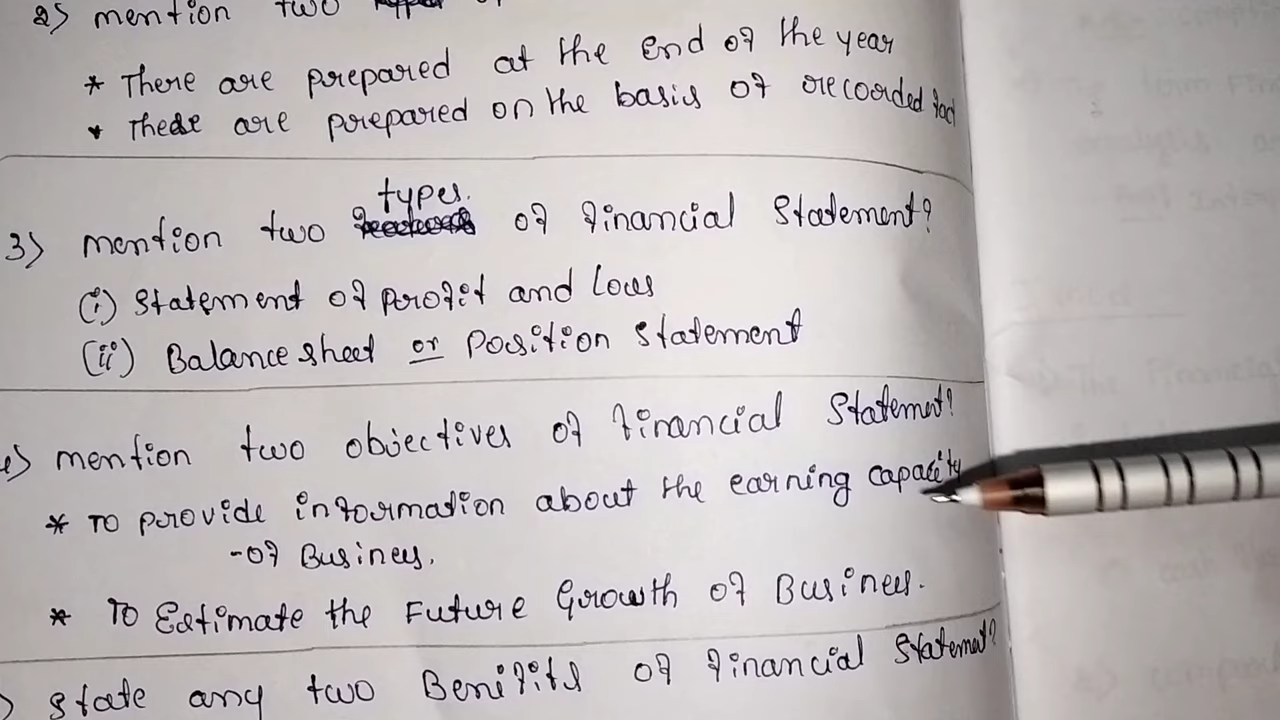 2) mention two
* There are prepared at the End of the year
* These are prepared on the basis of recorded fact
types.
3) mention two of Financial Statement?
(i) Statement of profit and Loss
(ii) Balance sheet or Position Statement
mention two objectives of Financial Statement?
* To provide information about the earning capacity
-of Business.
* To Estimate the Future Growth of Business.
) State any two Benifits of Financial Statement?